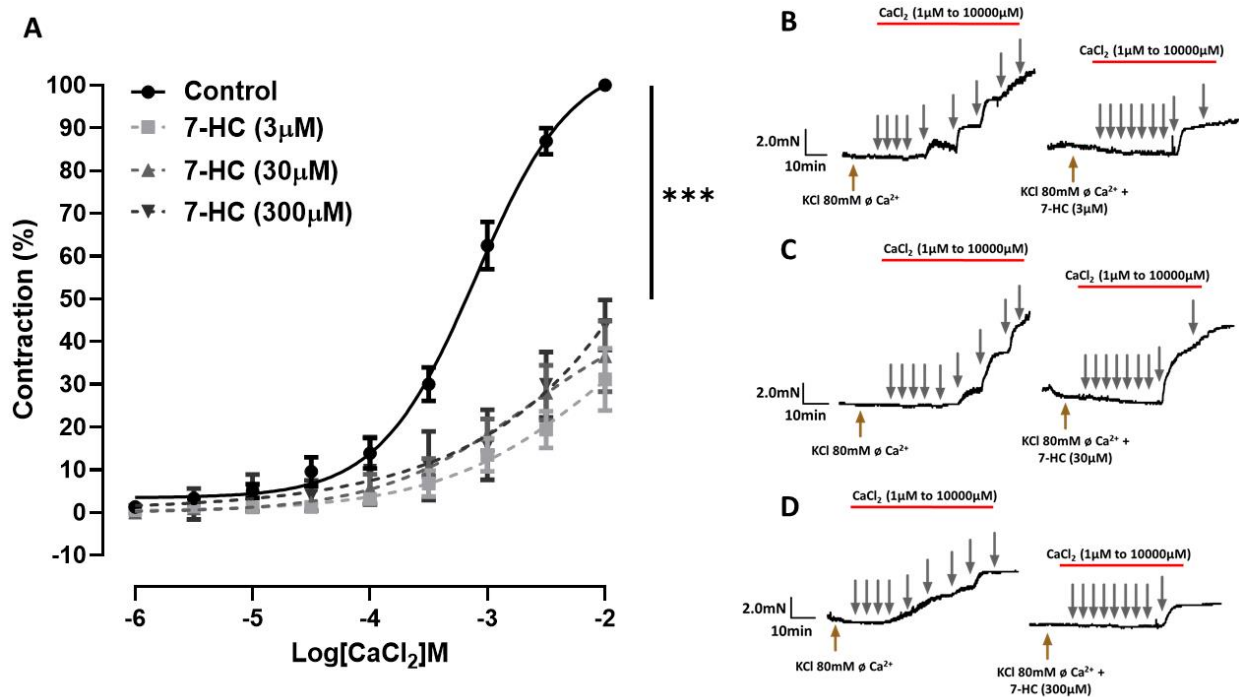 A
100
90
80
70
60
50
40
30
20
10
0
-10
Contraction (%)
Control
7-HC (3µM)
7-HC (30µM)
7-HC (300µM)
***
-6
-5
-4
-3
-2
Log[CaCl₂]M
B
CaCl₂ (1µM to 10000µM)
CaCl₂ (1µM to 10000µM)
2.0mN
10min
KCl 80mM ø Ca²⁺
KCl 80mM ø Ca²⁺ +
7-HC (3µM)
C
CaCl₂ (1µM to 10000µM)
CaCl₂ (1µM to 10000µM)
2.0mN
10min
KCl 80mM ø Ca²⁺
KCl 80mM ø Ca²⁺ +
7-HC (30µM)
D
CaCl₂ (1µM to 10000µM)
CaCl₂ (1µM to 10000µM)
2.0mN
10min
KCl 80mM ø Ca²⁺
KCl 80mM ø Ca²⁺ +
7-HC (300µM)